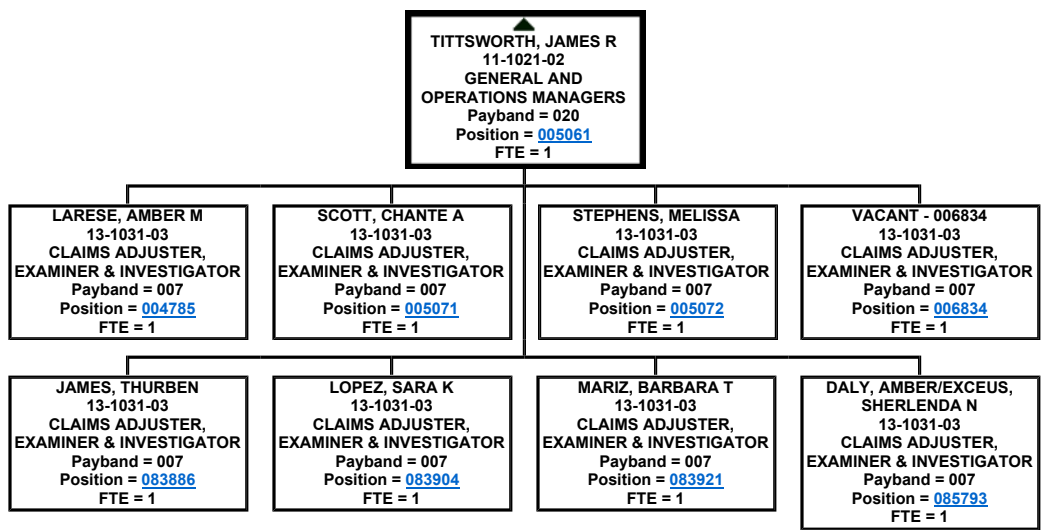 TITTSWORTH, JAMES R
11-1021-02
GENERAL AND
OPERATIONS MANAGERS
Payband = 020
Position = 005061
FTE = 1
LARESE, AMBER M
13-1031-03
CLAIMS ADJUSTER,
EXAMINER & INVESTIGATOR
Payband = 007
Position = 004785
FTE = 1
SCOTT, CHANTE A
13-1031-03
CLAIMS ADJUSTER,
EXAMINER & INVESTIGATOR
Payband = 007
Position = 005071
FTE = 1
STEPHENS, MELISSA
13-1031-03
CLAIMS ADJUSTER,
EXAMINER & INVESTIGATOR
Payband = 007
Position = 005072
FTE = 1
VACANT - 006834
13-1031-03
CLAIMS ADJUSTER,
EXAMINER & INVESTIGATOR
Payband = 007
Position = 006834
FTE = 1
JAMES, THURBEN
13-1031-03
CLAIMS ADJUSTER,
EXAMINER & INVESTIGATOR
Payband = 007
Position = 083886
FTE = 1
LOPEZ, SARA K
13-1031-03
CLAIMS ADJUSTER,
EXAMINER & INVESTIGATOR
Payband = 007
Position = 083904
FTE = 1
MARIZ, BARBARA T
13-1031-03
CLAIMS ADJUSTER,
EXAMINER & INVESTIGATOR
Payband = 007
Position = 083921
FTE = 1
DALY, AMBER/EXCEUS,
SHERLENDA N
13-1031-03
CLAIMS ADJUSTER,
EXAMINER & INVESTIGATOR
Payband = 007
Position = 085793
FTE = 1